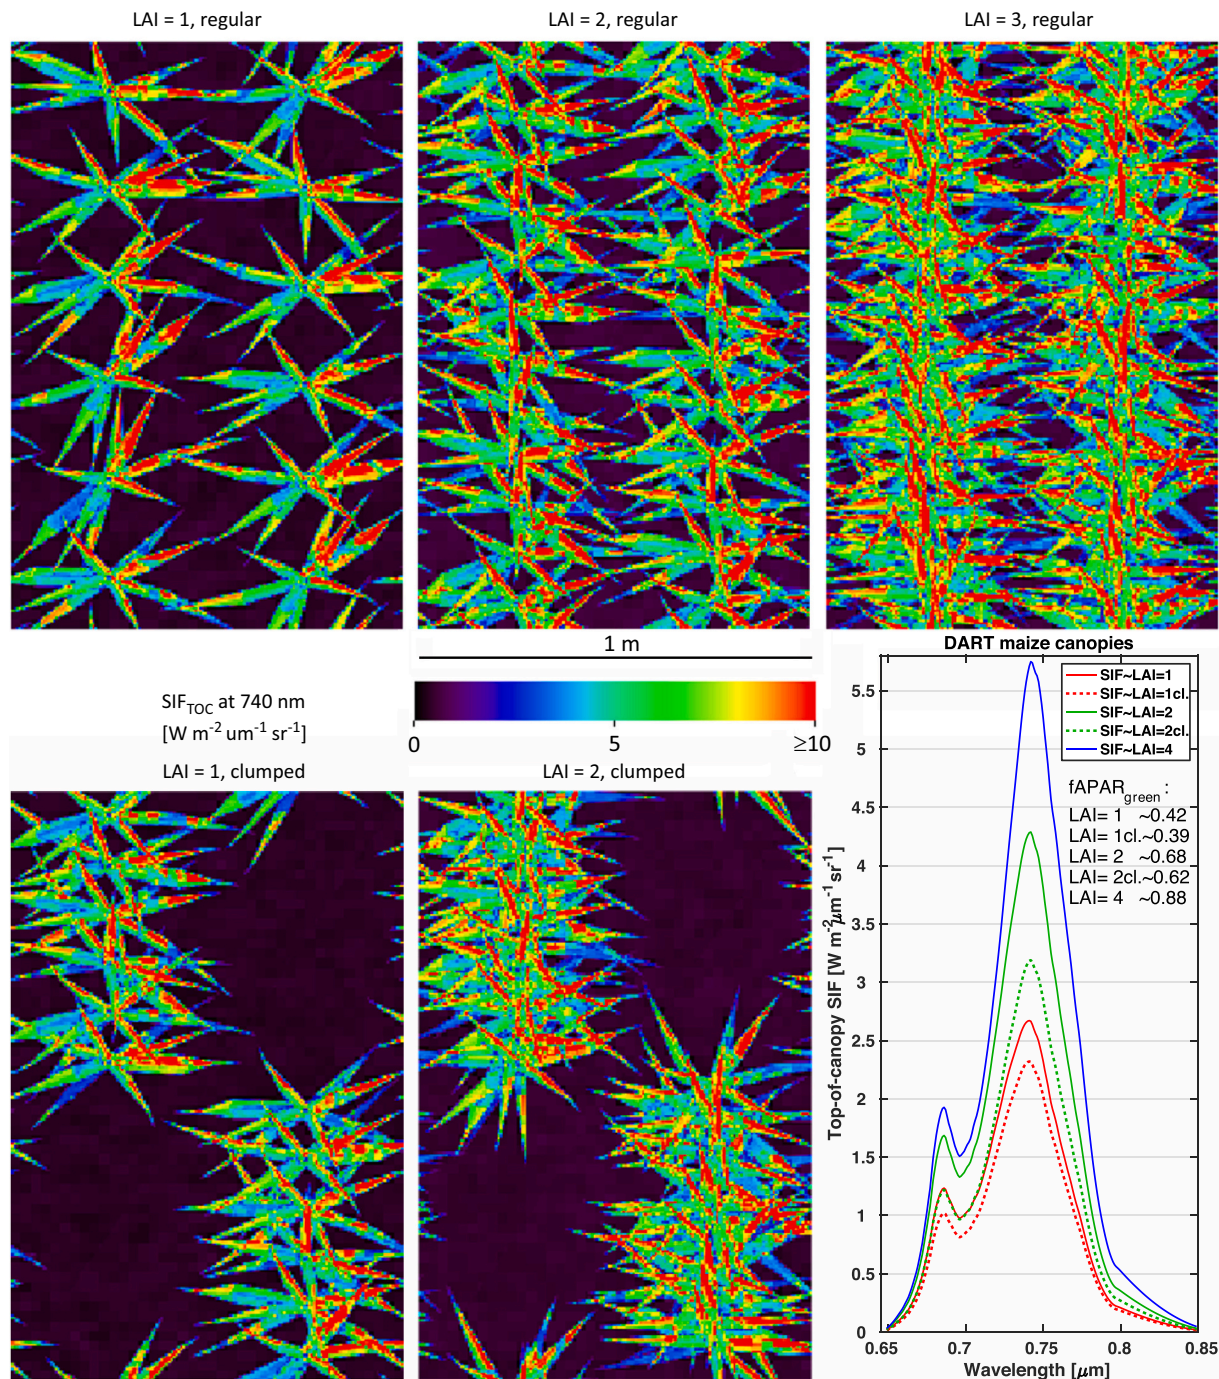 LAI = 1, regular
LAI = 2, regular
LAI = 3, regular
1 m
SIFTOC at 740 nm
[W m-2 um-1 sr-1]
0 5 ≥10
LAI = 1, clumped
LAI = 2, clumped
DART maize canopies
SIF~LAI=1
SIF~LAI=1cl.
SIF~LAI=2
SIF~LAI=2cl.
SIF~LAI=4
fAPARgreen :
LAI= 1 ~0.42
LAI= 1cl.~0.39
LAI= 2 ~0.68
LAI= 2cl.~0.62
LAI= 4 ~0.88
Top-of-canopy SIF [W m-2μm-1 sr-1]
5.5
5
4.5
4
3.5
3
2.5
2
1.5
1
0.5
0
0.65 0.7 0.75 0.8 0.85
Wavelength [μm]